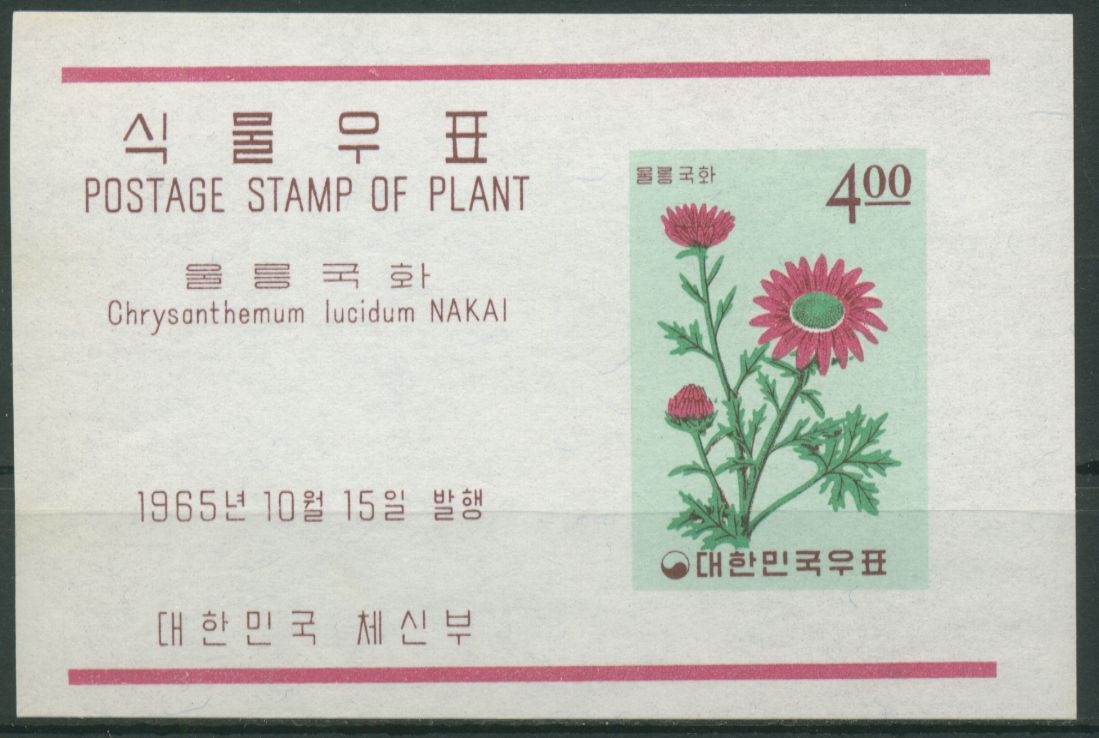 식물우표
POSTAGE STAMP OF PLANT
울릉국화
Chrysanthemum lucidum NAKAI
1965년 10월 15일 발행
대한민국 체신부
울릉국화
4.00
대한민국우표